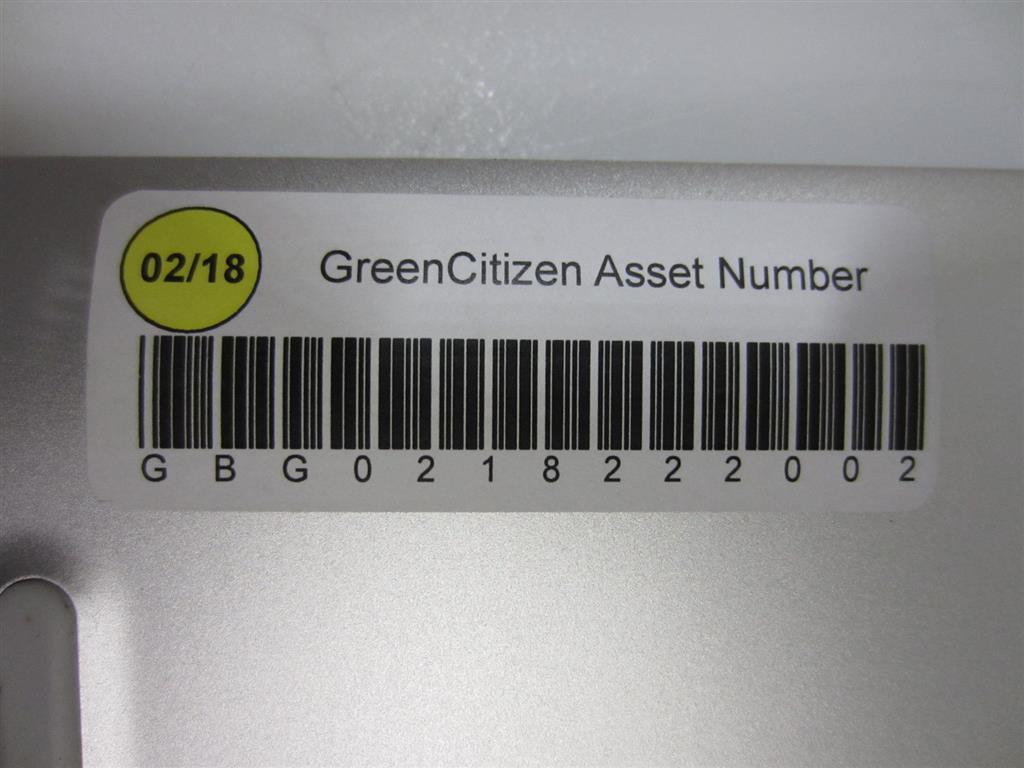 02/18
GreenCitizen Asset Number
GBG0218222002